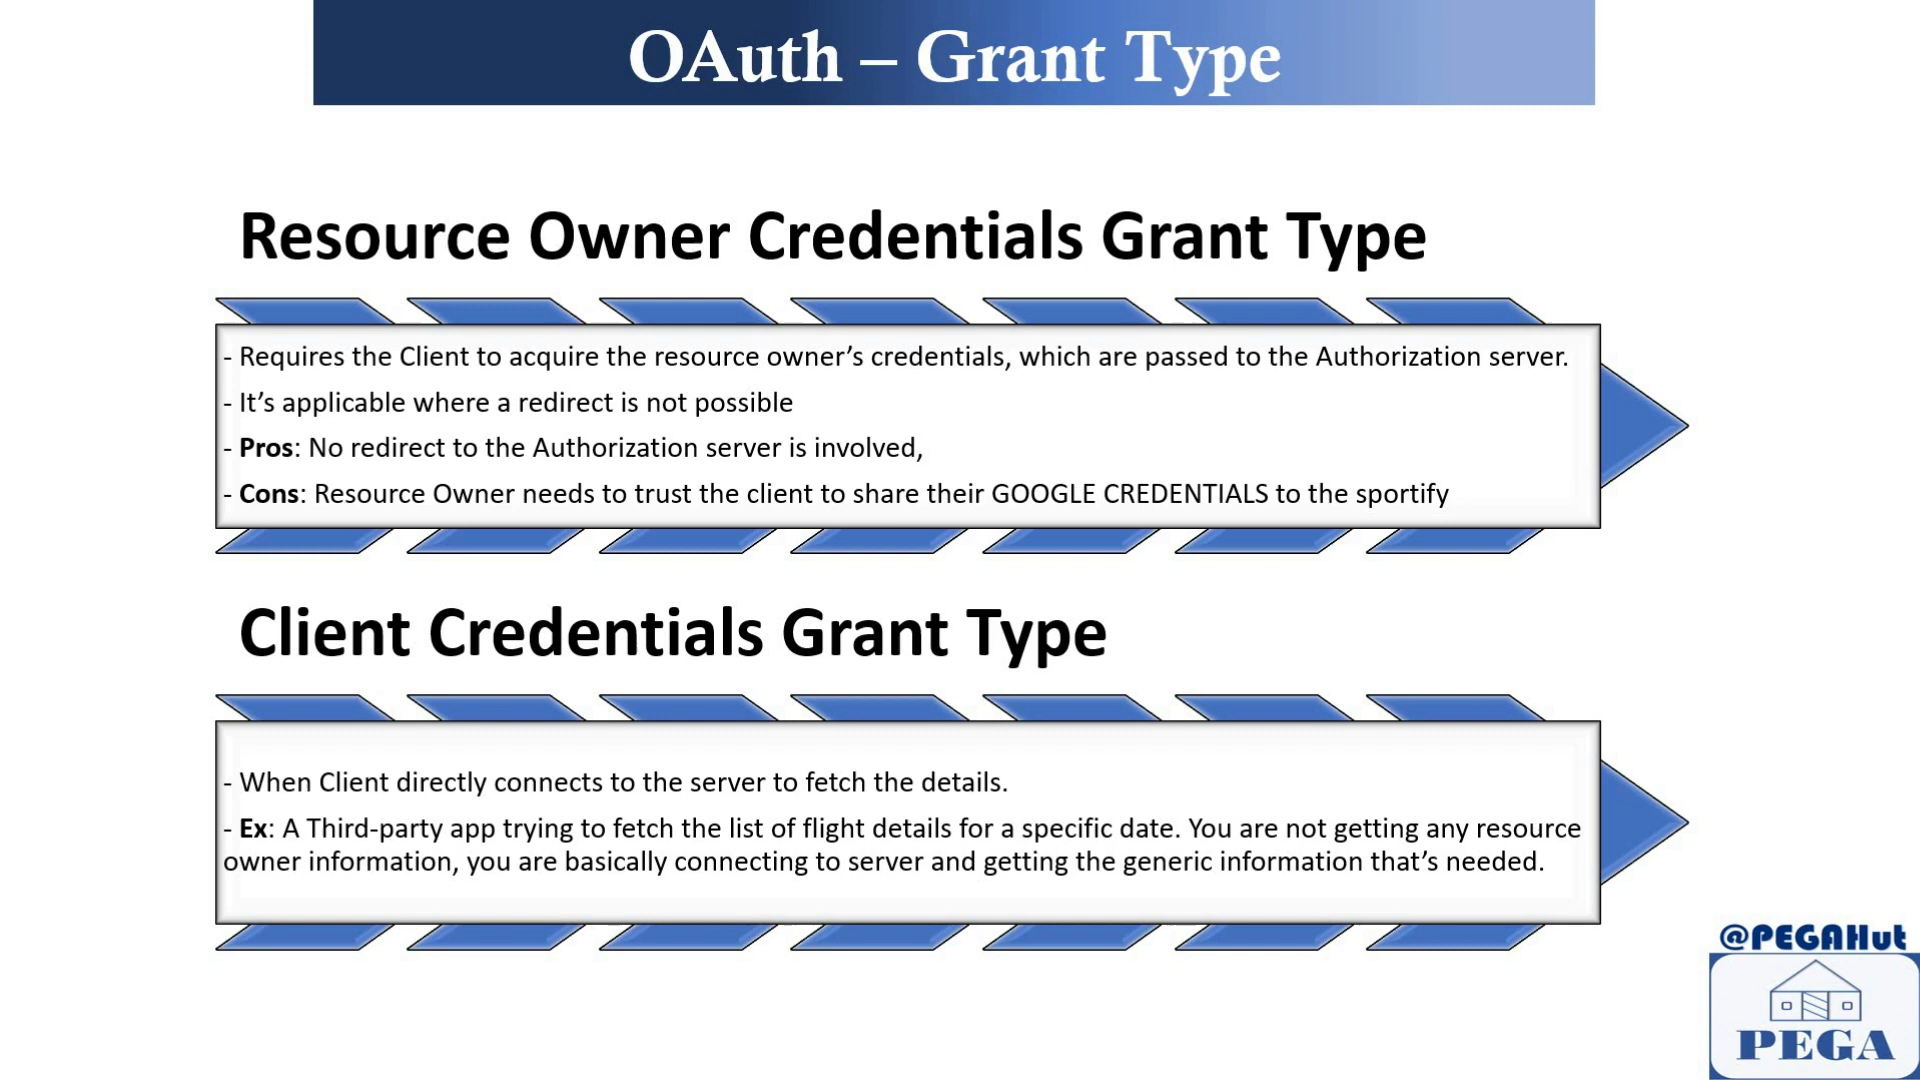 OAuth – Grant Type
Resource Owner Credentials Grant Type
- Requires the Client to acquire the resource owner’s credentials, which are passed to the Authorization server.
- It’s applicable where a redirect is not possible
- Pros: No redirect to the Authorization server is involved,
- Cons: Resource Owner needs to trust the client to share their GOOGLE CREDENTIALS to the sportify
Client Credentials Grant Type
- When Client directly connects to the server to fetch the details.
- Ex: A Third-party app trying to fetch the list of flight details for a specific date. You are not getting any resource
owner information, you are basically connecting to server and getting the generic information that’s needed.
@PEGAHut
PEGA